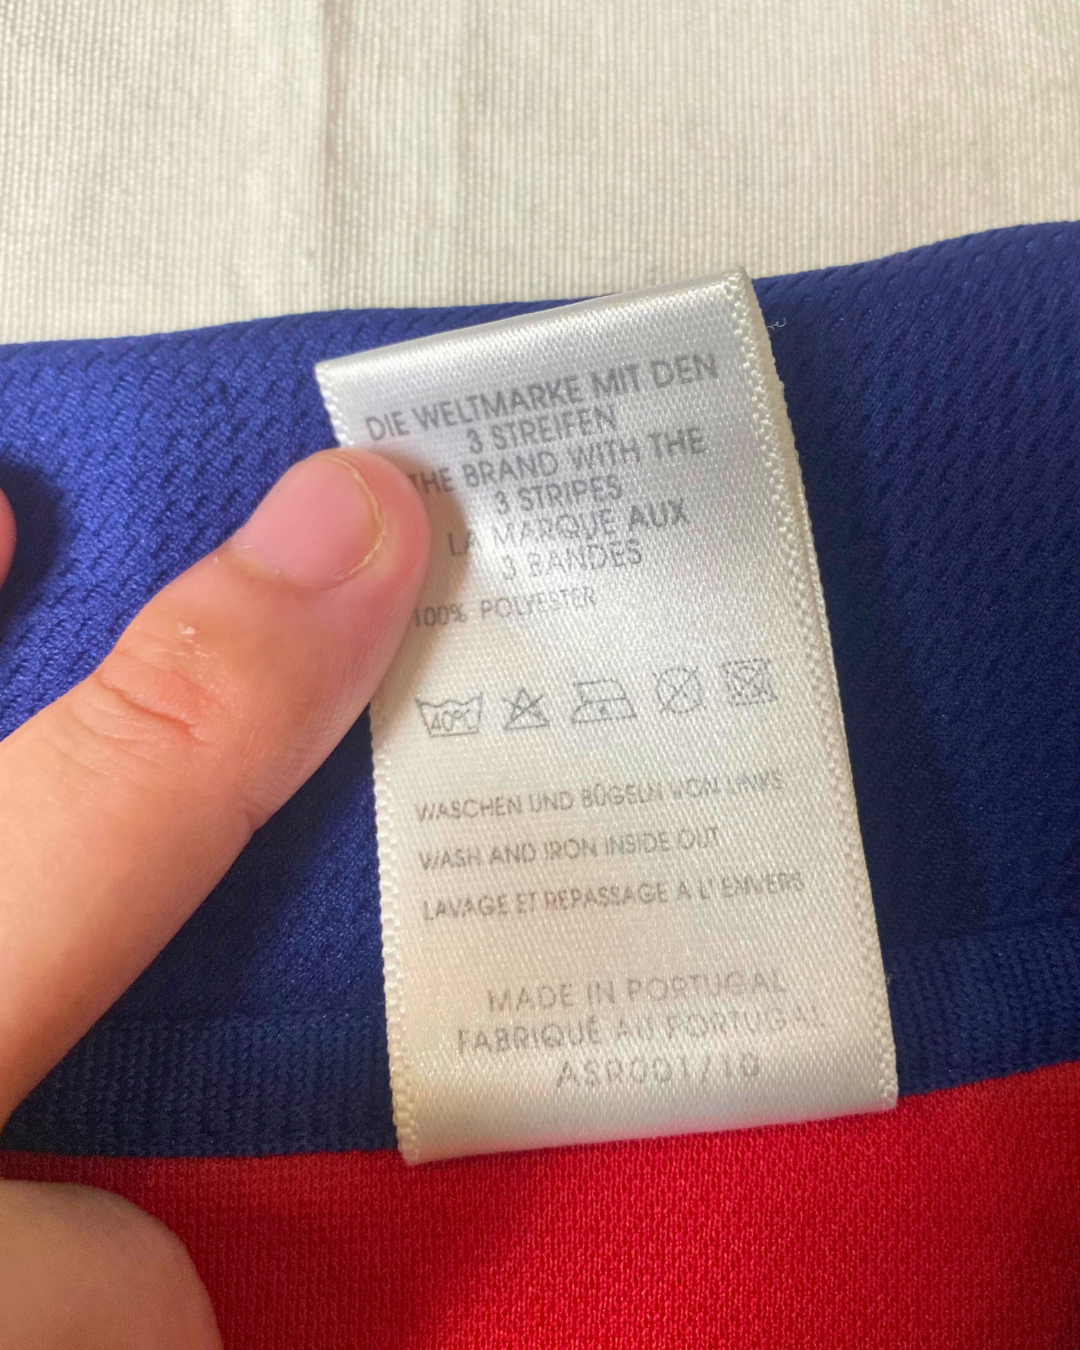 DIE WELTMARKE MIT DEN
3 STREIFEN
THE BRAND WITH THE
3 STRIPES
LA MARQUE AUX
3 BANDES
100% POLYESTER
40°C
WASCHEN UND BÜGELN VON LINKS
WASH AND IRON INSIDE OUT
LAVAGE ET REPASSAGE A L'ENVERS
MADE IN PORTUGAL
FABRIQUÉ AU PORTUGAL
ASR001/10